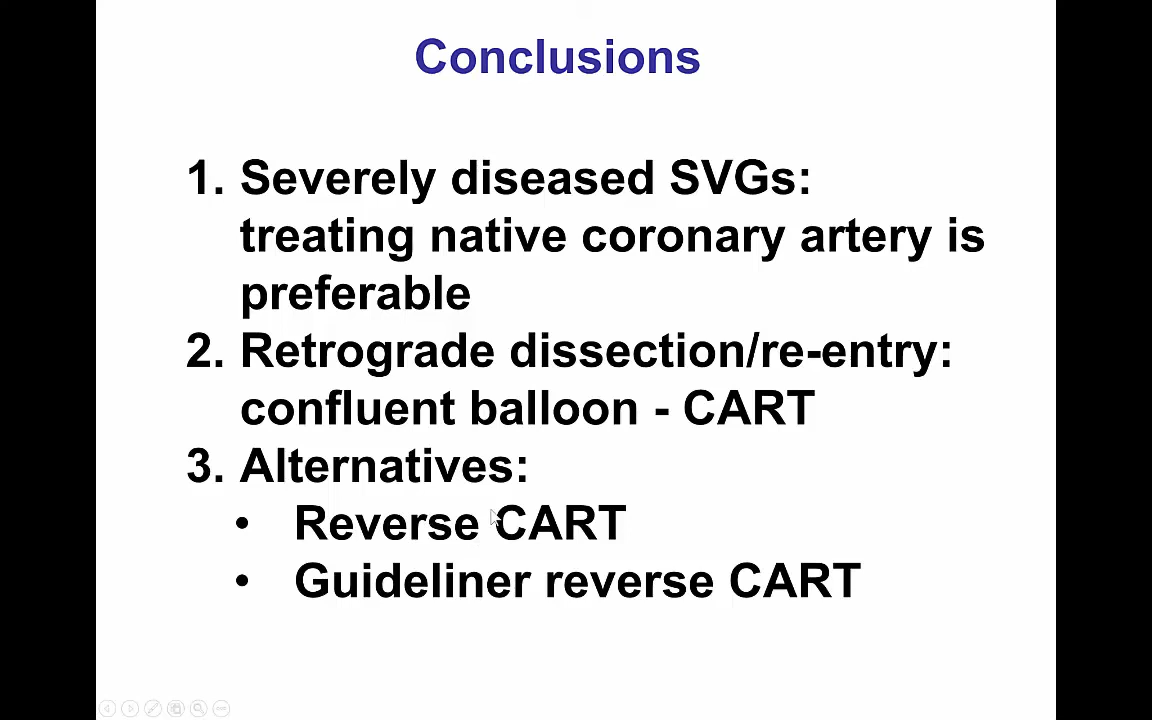 Conclusions
1. Severely diseased SVGs:
treating native coronary artery is
preferable
2. Retrograde dissection/re-entry:
confluent balloon - CART
3. Alternatives:
• Reverse CART
• Guideliner reverse CART